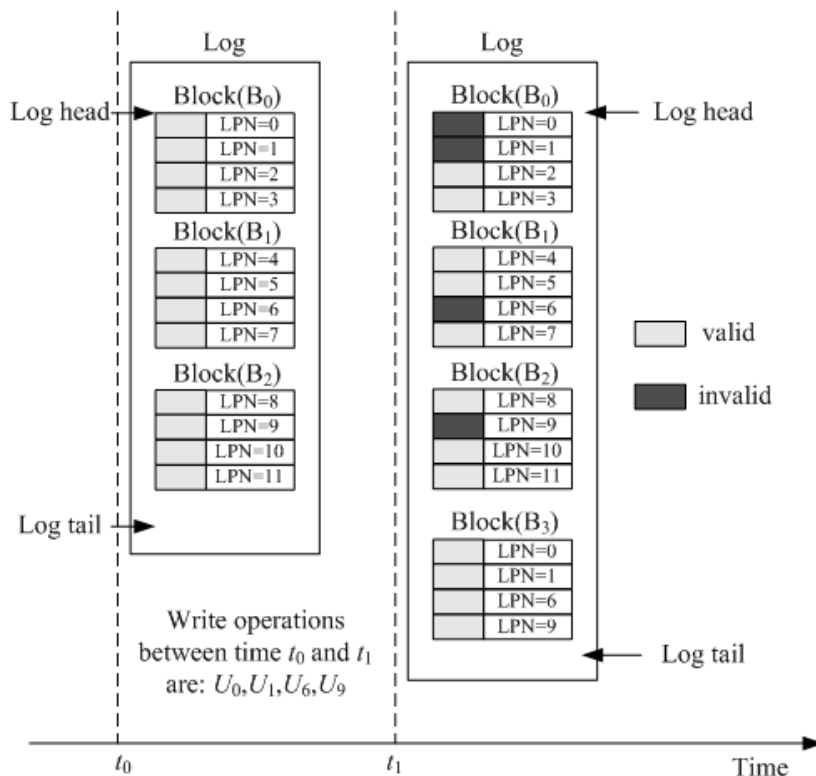 Log
Log head
Block(B₀)
LPN=0
LPN=1
LPN=2
LPN=3
Block(B₁)
LPN=4
LPN=5
LPN=6
LPN=7
Block(B₂)
LPN=8
LPN=9
LPN=10
LPN=11
Log tail
Write operations
between time t₀ and t₁
are: U₀,U₁,U₆,U₉
Log
Log head
Block(B₀)
LPN=0
LPN=1
LPN=2
LPN=3
Block(B₁)
LPN=4
LPN=5
LPN=6
LPN=7
Block(B₂)
LPN=8
LPN=9
LPN=10
LPN=11
Block(B₃)
LPN=0
LPN=1
LPN=6
LPN=9
Log tail
valid
invalid
t₀
t₁
Time